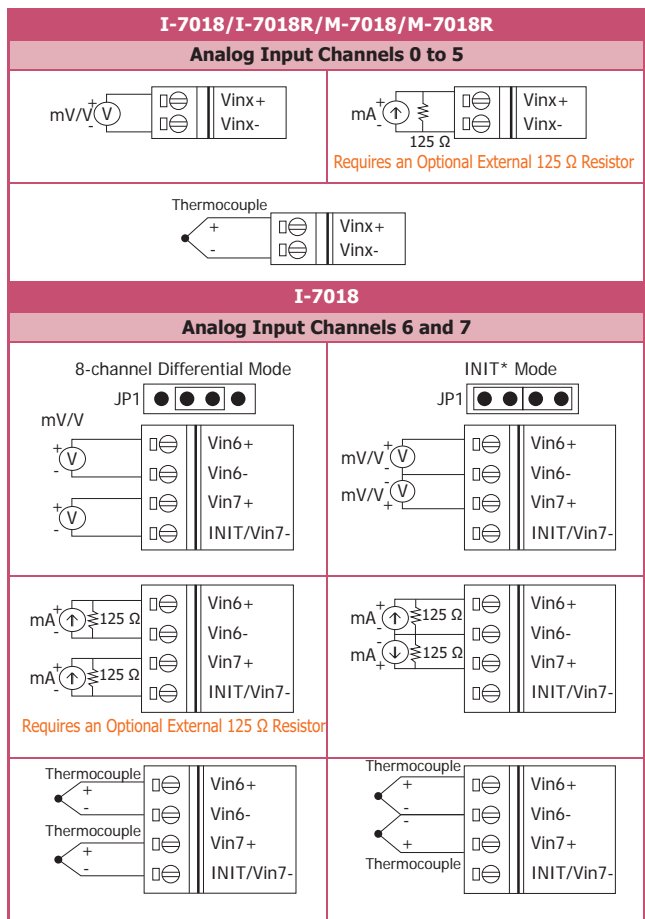 I-7018/I-7018R/M-7018/M-7018R
Analog Input Channels 0 to 5
mV/V
+
V
-
Vinx+
Vinx-
mA
+
-
125 Ω
Vinx+
Vinx-
Requires an Optional External 125 Ω Resistor
Thermocouple
+
-
Vinx+
Vinx-
I-7018
Analog Input Channels 6 and 7
8-channel Differential Mode
JP1
mV/V
+
V
-
+
V
-
Vin6+
Vin6-
Vin7+
INIT/Vin7-
INIT* Mode
JP1
mV/V
+
V
-
mV/V
-
V
+
Vin6+
Vin6-
Vin7+
INIT/Vin7-
mA
+
-
125 Ω
mA
+
-
125 Ω
Vin6+
Vin6-
Vin7+
INIT/Vin7-
Requires an Optional External 125 Ω Resistor
mA
+
-
125 Ω
mA
-
+
125 Ω
Vin6+
Vin6-
Vin7+
INIT/Vin7-
Thermocouple
+
-
Thermocouple
+
-
Vin6+
Vin6-
Vin7+
INIT/Vin7-
Thermocouple
+
-
-
+
Thermocouple
Vin6+
Vin6-
Vin7+
INIT/Vin7-